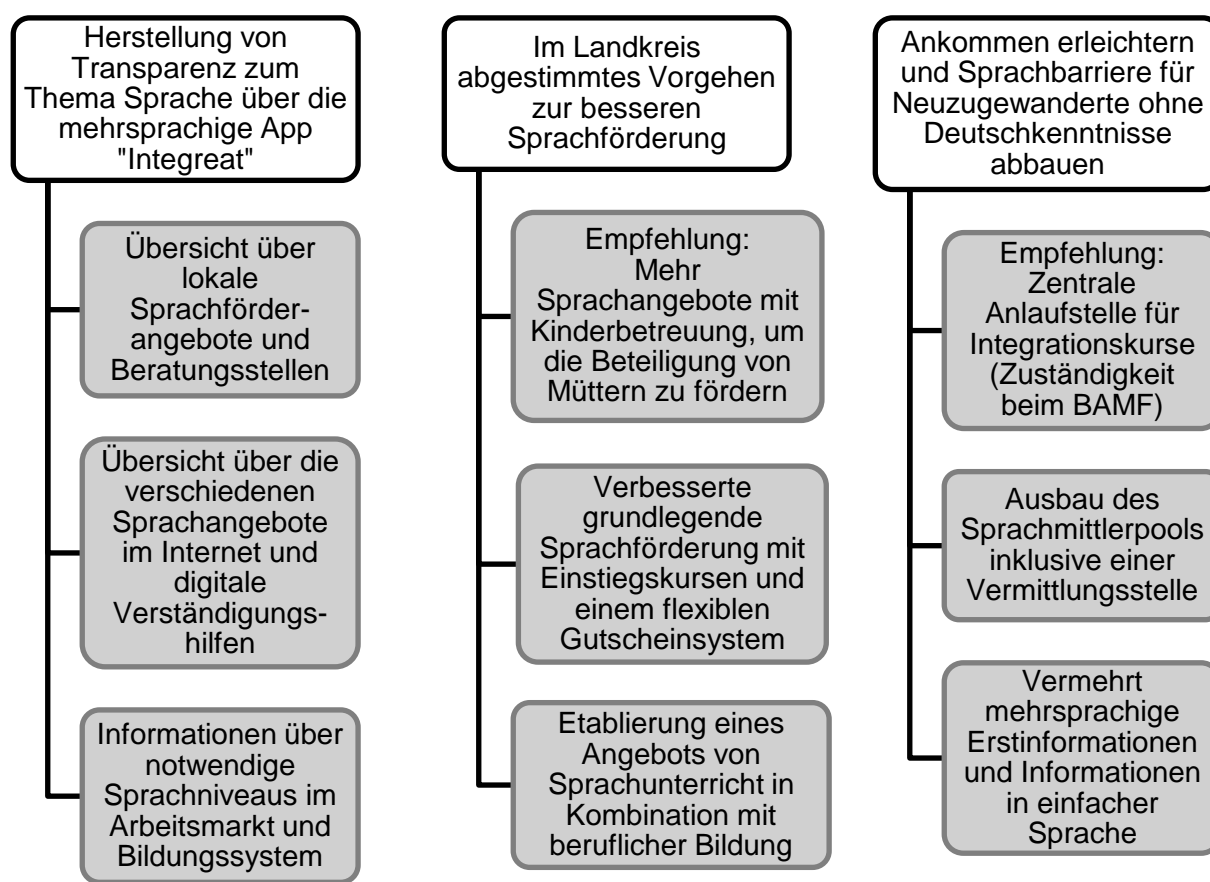 Herstellung von
Transparenz zum
Thema Sprache über die
mehrsprachige App
"Integreat"
Übersicht über
lokale
Sprachförder-
angebote und
Beratungsstellen
Übersicht über die
verschiedenen
Sprachangebote
im Internet und
digitale
Verständigungs-
hilfen
Informationen über
notwendige
Sprachniveaus im
Arbeitsmarkt und
Bildungssystem
Im Landkreis
abgestimmtes Vorgehen
zur besseren
Sprachförderung
Empfehlung:
Mehr
Sprachangebote mit
Kinderbetreuung, um
die Beteiligung von
Müttern zu fördern
Verbesserte
grundlegende
Sprachförderung mit
Einstiegskursen und
einem flexiblen
Gutscheinsystem
Etablierung eines
Angebots von
Sprachunterricht in
Kombination mit
beruflicher Bildung
Ankommen erleichtern
und Sprachbarriere für
Neuzugewanderte ohne
Deutschkenntnisse
abbauen
Empfehlung:
Zentrale
Anlaufstelle für
Integrationskurse
(Zuständigkeit
beim BAMF)
Ausbau des
Sprachmittlerpools
inklusive einer
Vermittlungsstelle
Vermehrt
mehrsprachige
Erstinformationen
und Informationen
in einfacher
Sprache